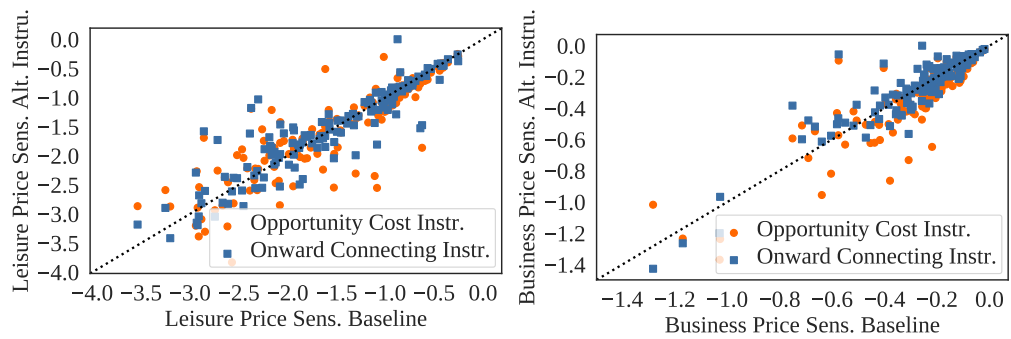 Leisure Price Sens. Alt. Instru.
0.0
−0.5
−1.0
−1.5
−2.0
−2.5
−3.0
−3.5
−4.0
Opportunity Cost Instr.
Onward Connecting Instr.
−4.0 −3.5 −3.0 −2.5 −2.0 −1.5 −1.0 −0.5 0.0
Leisure Price Sens. Baseline
Business Price Sens. Alt. Instru.
0.0
−0.2
−0.4
−0.6
−0.8
−1.0
−1.2
−1.4
Opportunity Cost Instr.
Onward Connecting Instr.
−1.4 −1.2 −1.0 −0.8 −0.6 −0.4 −0.2 0.0
Business Price Sens. Baseline